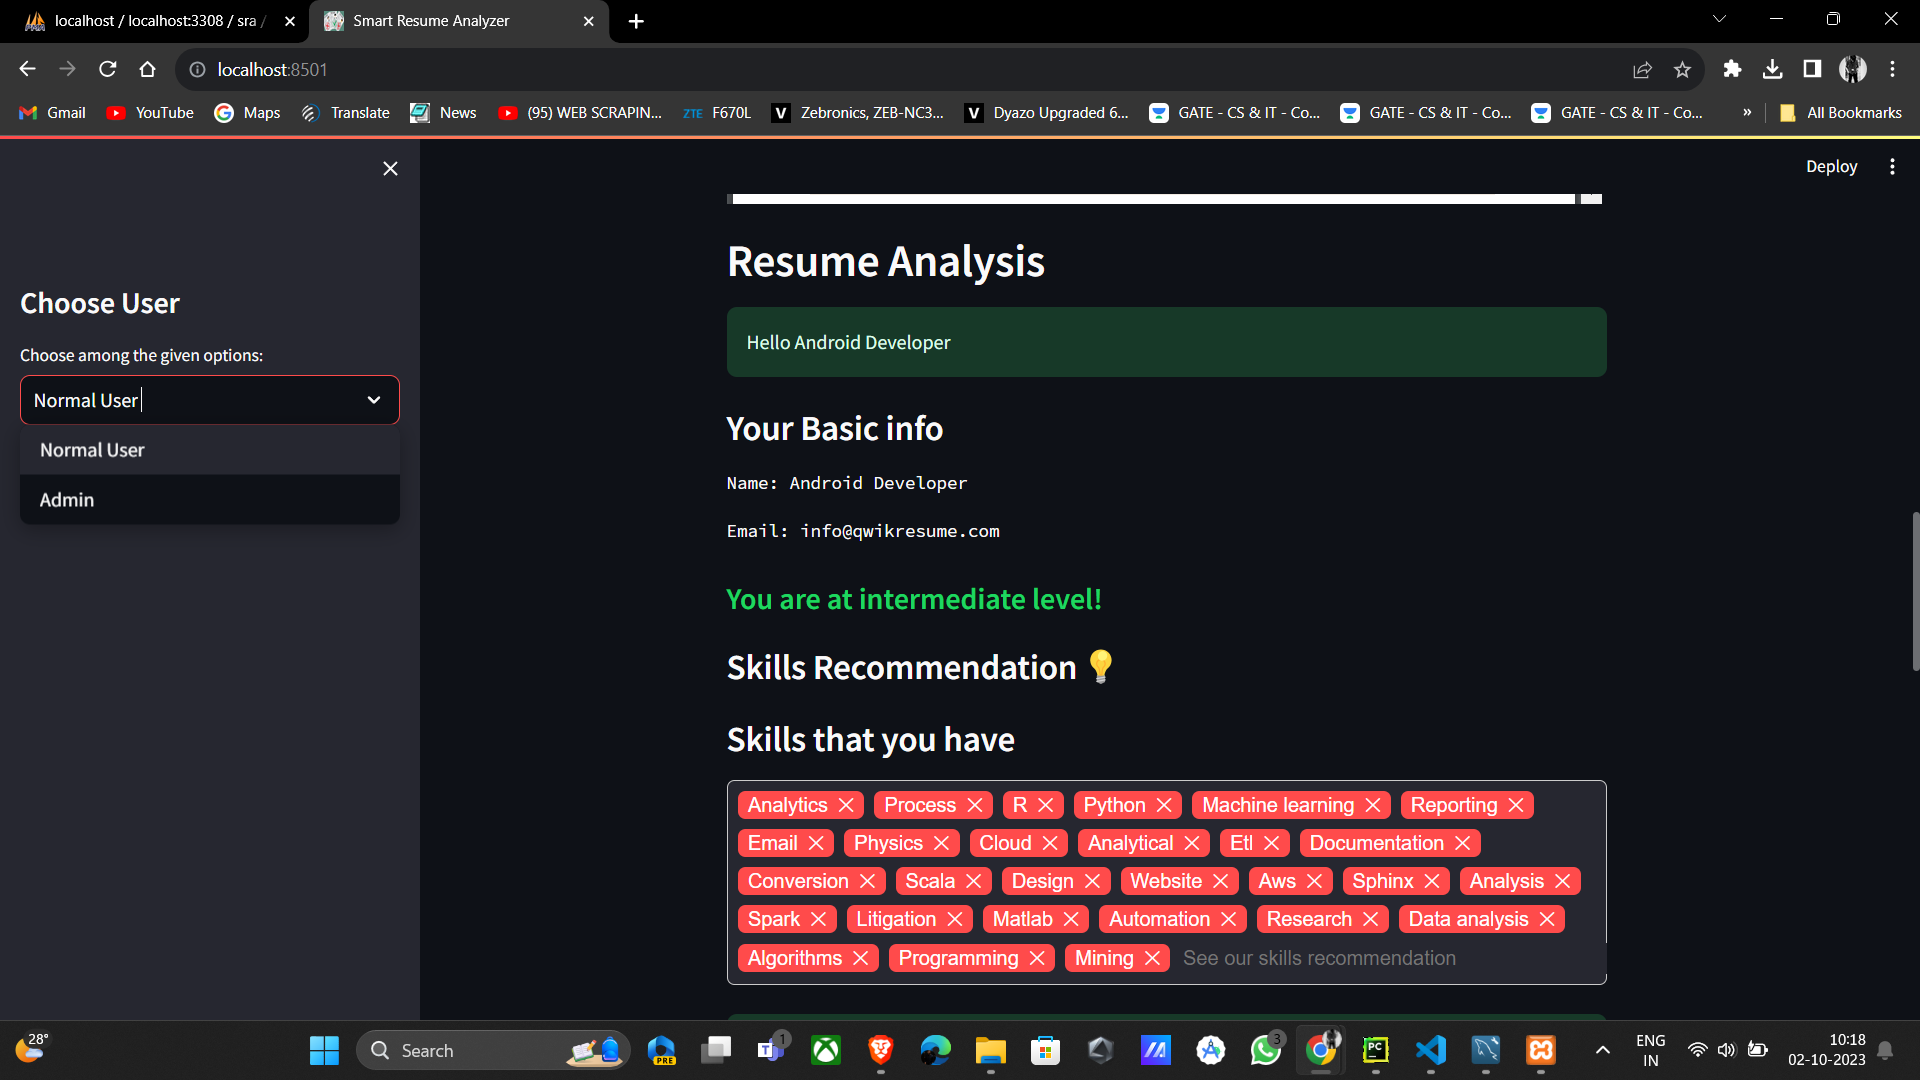 localhost / localhost:3308 / sra /
Smart Resume Analyzer
localhost:8501
Gmail
YouTube
Maps
Translate
News
(95) WEB SCRAPIN...
ZTE F670L
V Zebronics, ZEB-NC3...
V Dyazo Upgraded 6...
GATE - CS & IT - Co...
GATE - CS & IT - Co...
GATE - CS & IT - Co...
»
All Bookmarks
Deploy
Choose User
Choose among the given options:
Normal User
Normal User
Admin
Resume Analysis
Hello Android Developer
Your Basic info
Name: Android Developer
Email: info@qwikresume.com
You are at intermediate level!
Skills Recommendation 💡
Skills that you have
Analytics Process R Python Machine learning Reporting
Email Physics Cloud Analytical Etl Documentation
Conversion Scala Design Website Aws Sphinx Analysis
Spark Litigation Matlab Automation Research Data analysis
Algorithms Programming Mining See our skills recommendation
28°
Search
PRE
1
3
PC
ENG
IN
10:18
02-10-2023